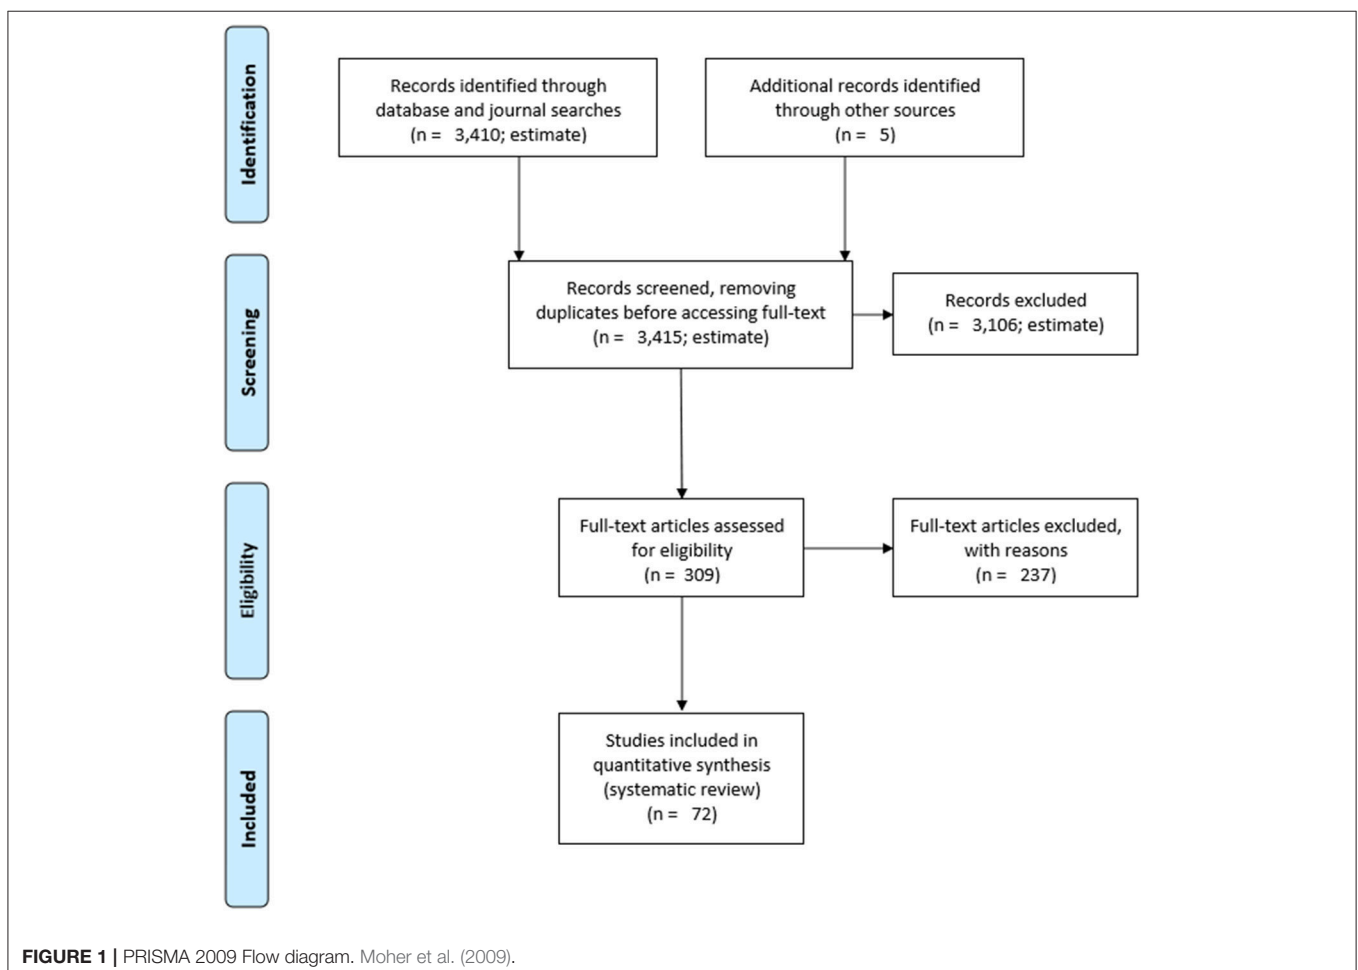 Identification
Records identified through
database and journal searches
(n = 3,410; estimate)
Additional records identified
through other sources
(n = 5)
Screening
Records screened, removing
duplicates before accessing full-text
(n = 3,415; estimate)
Records excluded
(n = 3,106; estimate)
Eligibility
Full-text articles assessed
for eligibility
(n = 309)
Full-text articles excluded,
with reasons
(n = 237)
Included
Studies included in
quantitative synthesis
(systematic review)
(n = 72)
FIGURE 1 | PRISMA 2009 Flow diagram. Moher et al. (2009).